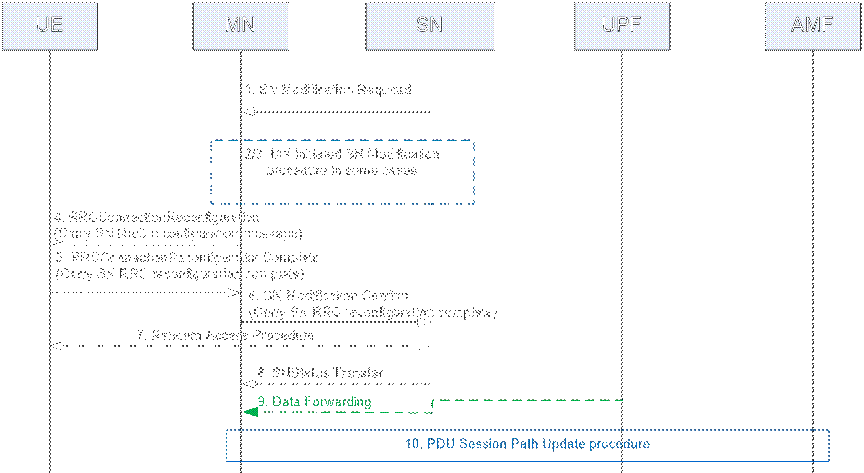 UE
MN
SN
UPF
AMF
1. SN Modification Required
2/3. MN initiated SN Modification
procedure in some cases
4. RRCConnectionReconfiguration
(Carry SN RRC reconfiguration message)
5. RRCConnectionReconfiguration Complete
(Carry SN RRC reconfiguration complete)
6. SN Modification Confirm
(Carry SN RRC reconfiguration complete)
7. Random Access Procedure
8. SN Status Transfer
9. Data Forwarding
10. PDU Session Path Update procedure